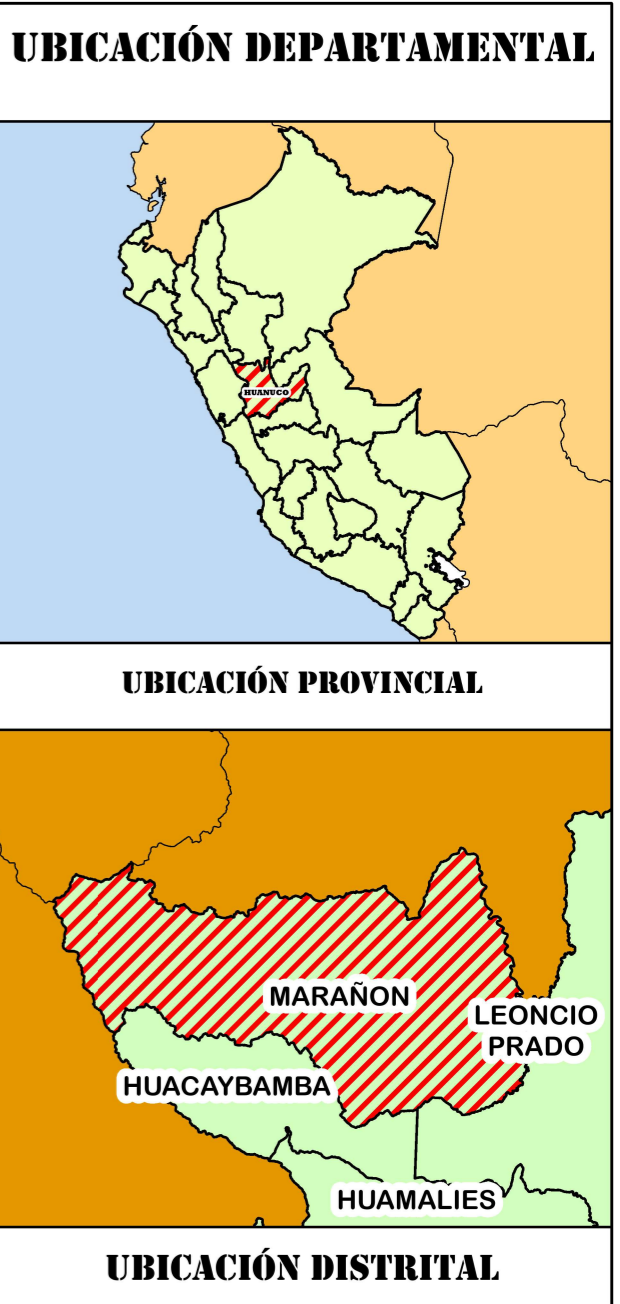 UBICACIÓN DEPARTAMENTAL
HUANUCO
UBICACIÓN PROVINCIAL
MARAÑON
LEONCIO
PRADO
HUACAYBAMBA
HUAMALIES
UBICACIÓN DISTRITAL